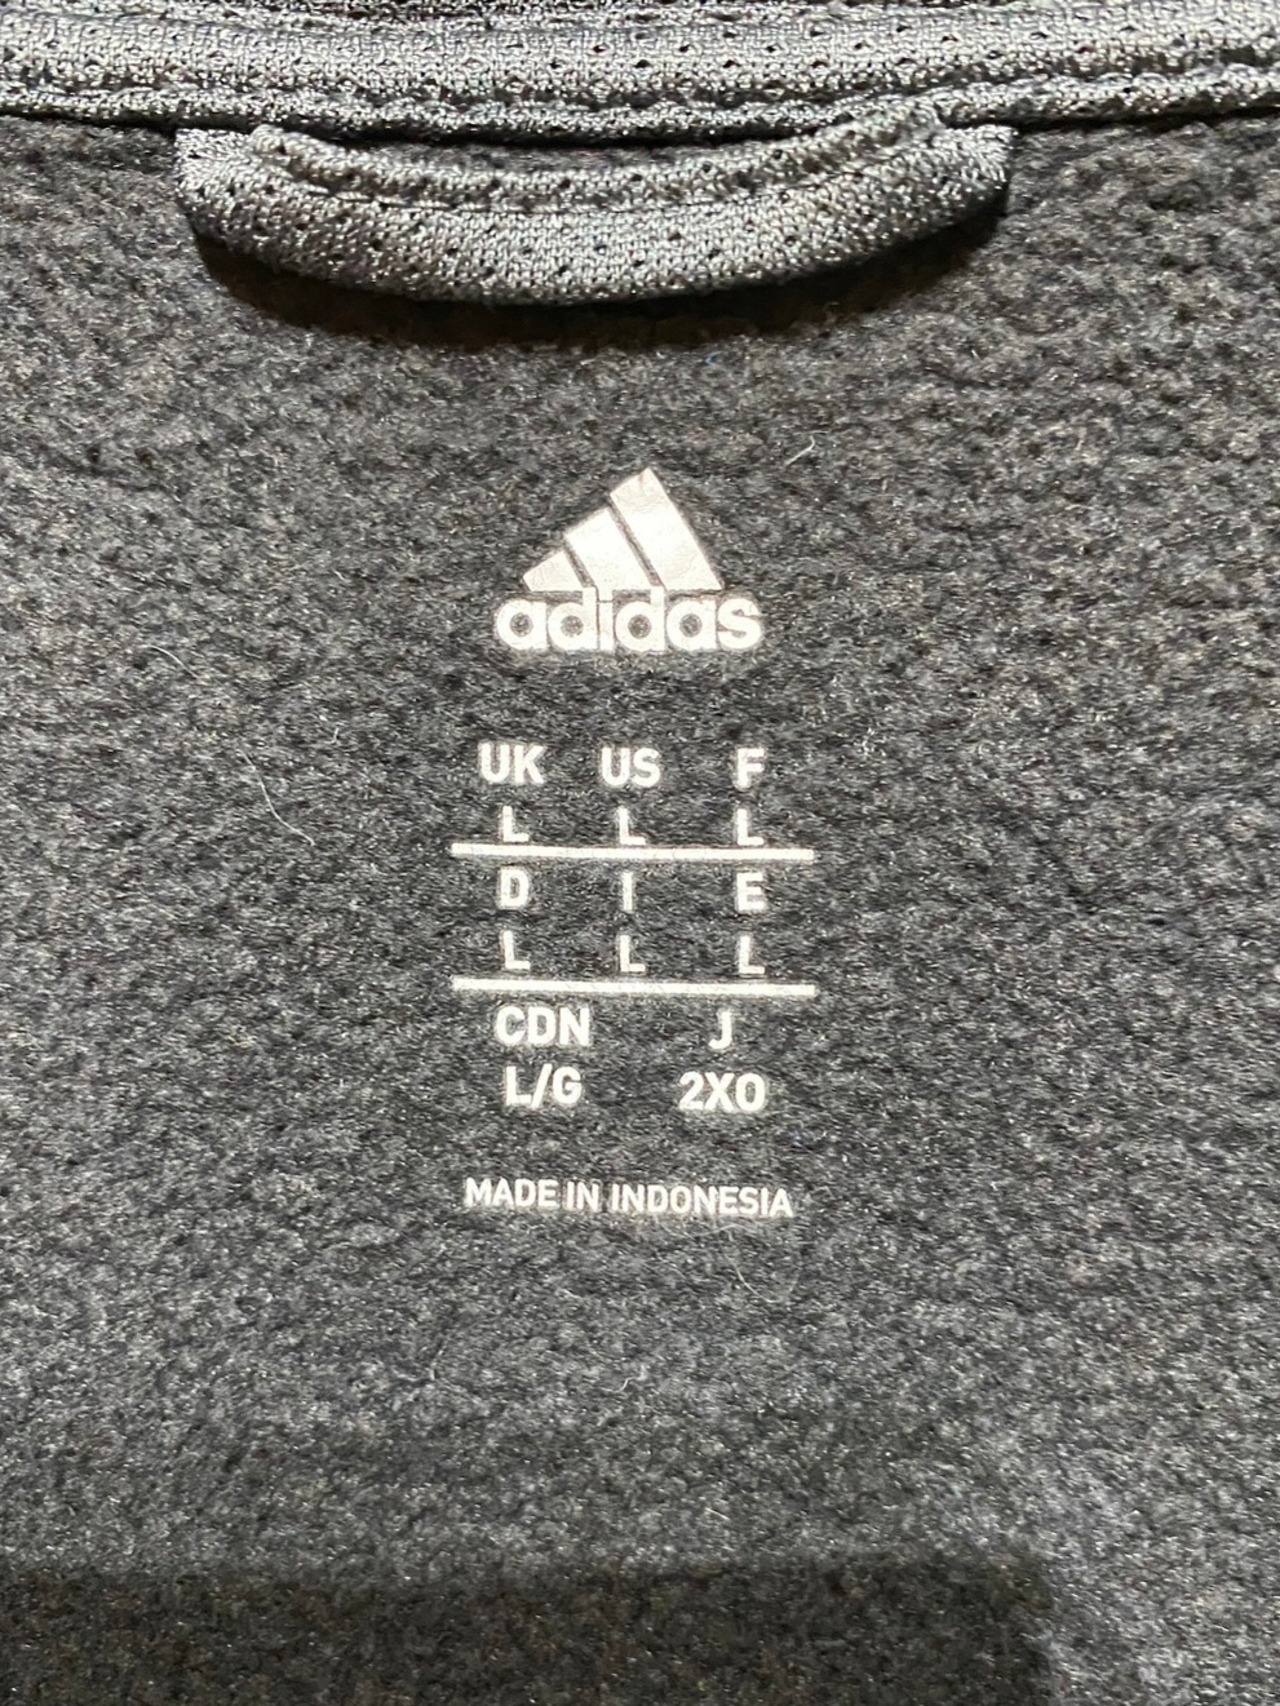 adidas
UK US F
L L L
D I E
L L L
CDN J
L/G 2XO
MADE IN INDONESIA